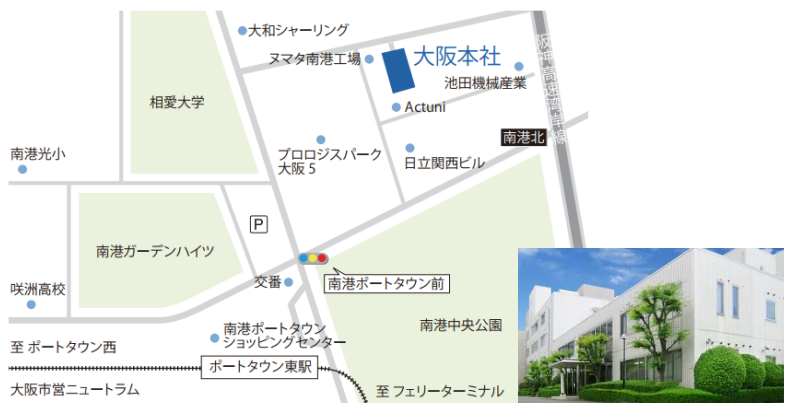 大和シャーリング
ヌマタ南港工場
大阪本社
池田機械産業
阪神高速湾岸線
相愛大学
Actuni
南港北
南港光小
プロロジスパーク
大阪5
日立関西ビル
P
南港ガーデンハイツ
交番
南港ポートタウン前
咲洲高校
南港ポートタウン
ショッピングセンター
南港中央公園
至 ポートタウン西
ポートタウン東駅
大阪市営ニュートラム
至 フェリーターミナル